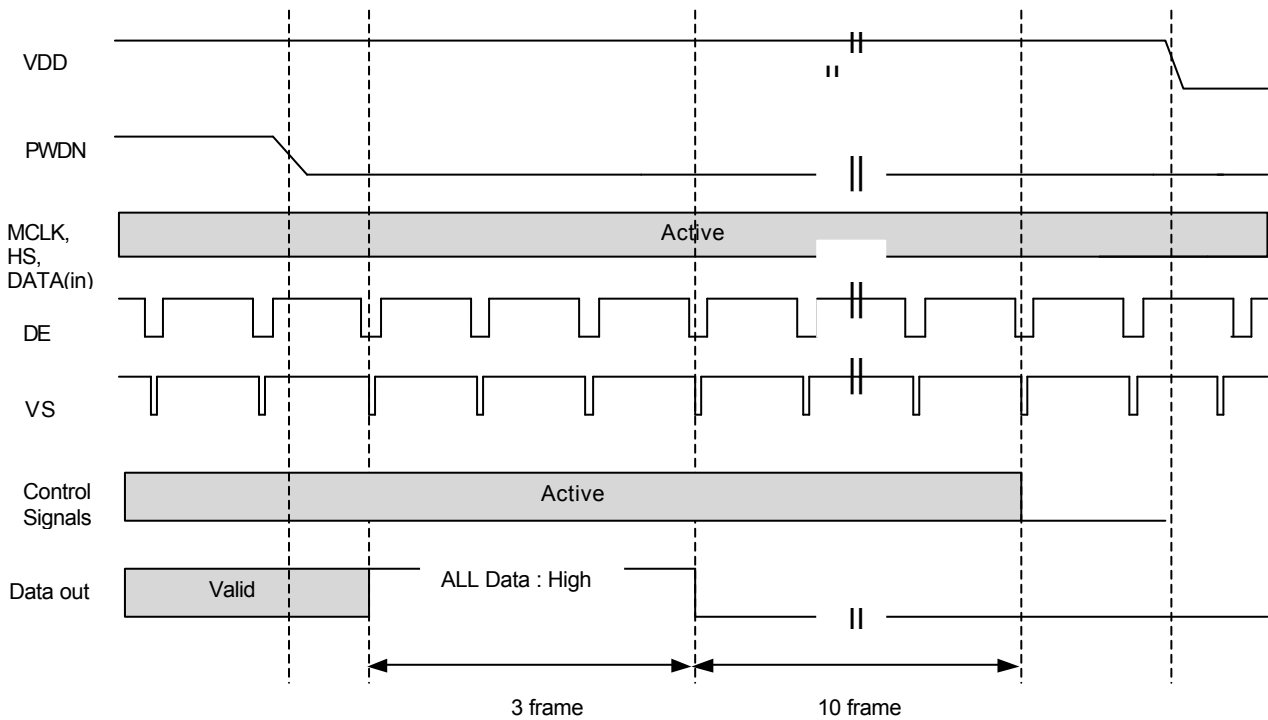 VDD
PWDN
MCLK,
HS,
DATA(in)
Active
DE
VS
Control
Signals
Active
Data out
Valid
ALL Data : High
3 frame
10 frame